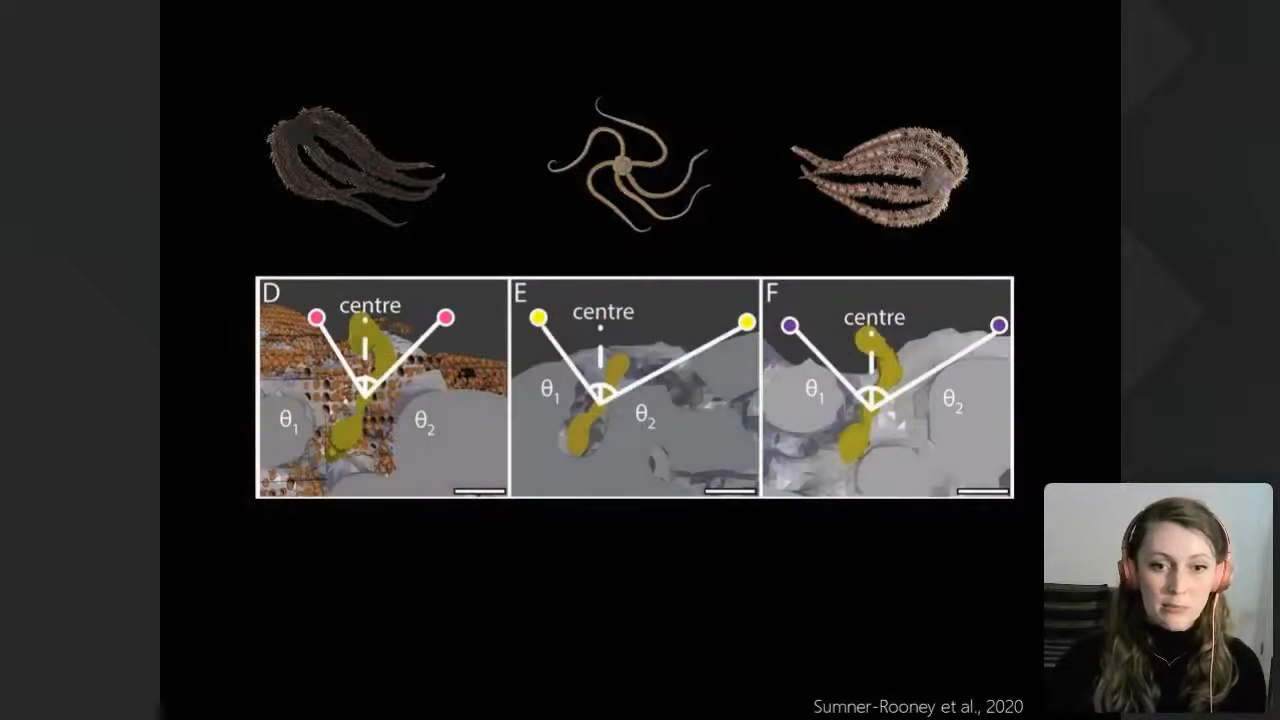 D
centre
θ1
θ2
E
centre
θ1
θ2
F
centre
θ1
θ2
Sumner-Rooney et al., 2020